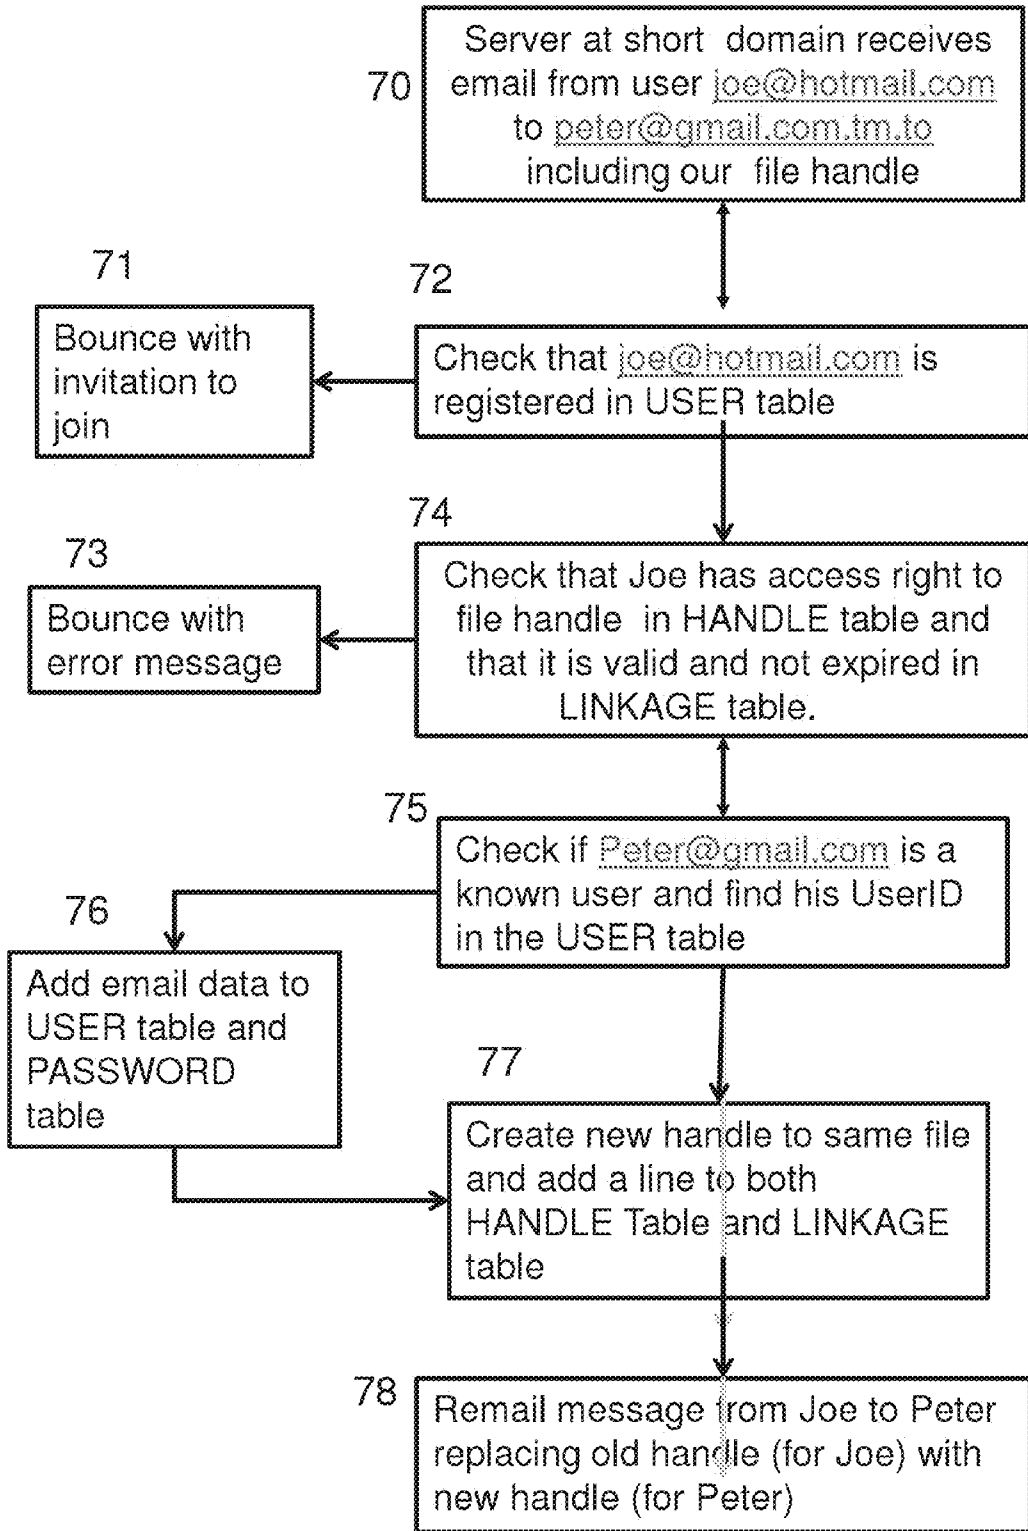 70
Server at short domain receives
email from user joe@hotmail.com
to peter@gmail.com.tm.to
including our file handle
71
Bounce with
invitation to
join
72
Check that joe@hotmail.com is
registered in USER table
73
Bounce with
error message
74
Check that Joe has access right to
file handle in HANDLE table and
that it is valid and not expired in
LINKAGE table.
75
Check if Peter@gmail.com is a
known user and find his UserID
in the USER table
76
Add email data to
USER table and
PASSWORD
table
77
Create new handle to same file
and add a line to both
HANDLE Table and LINKAGE
table
78
Remail message from Joe to Peter
replacing old handle (for Joe) with
new handle (for Peter)